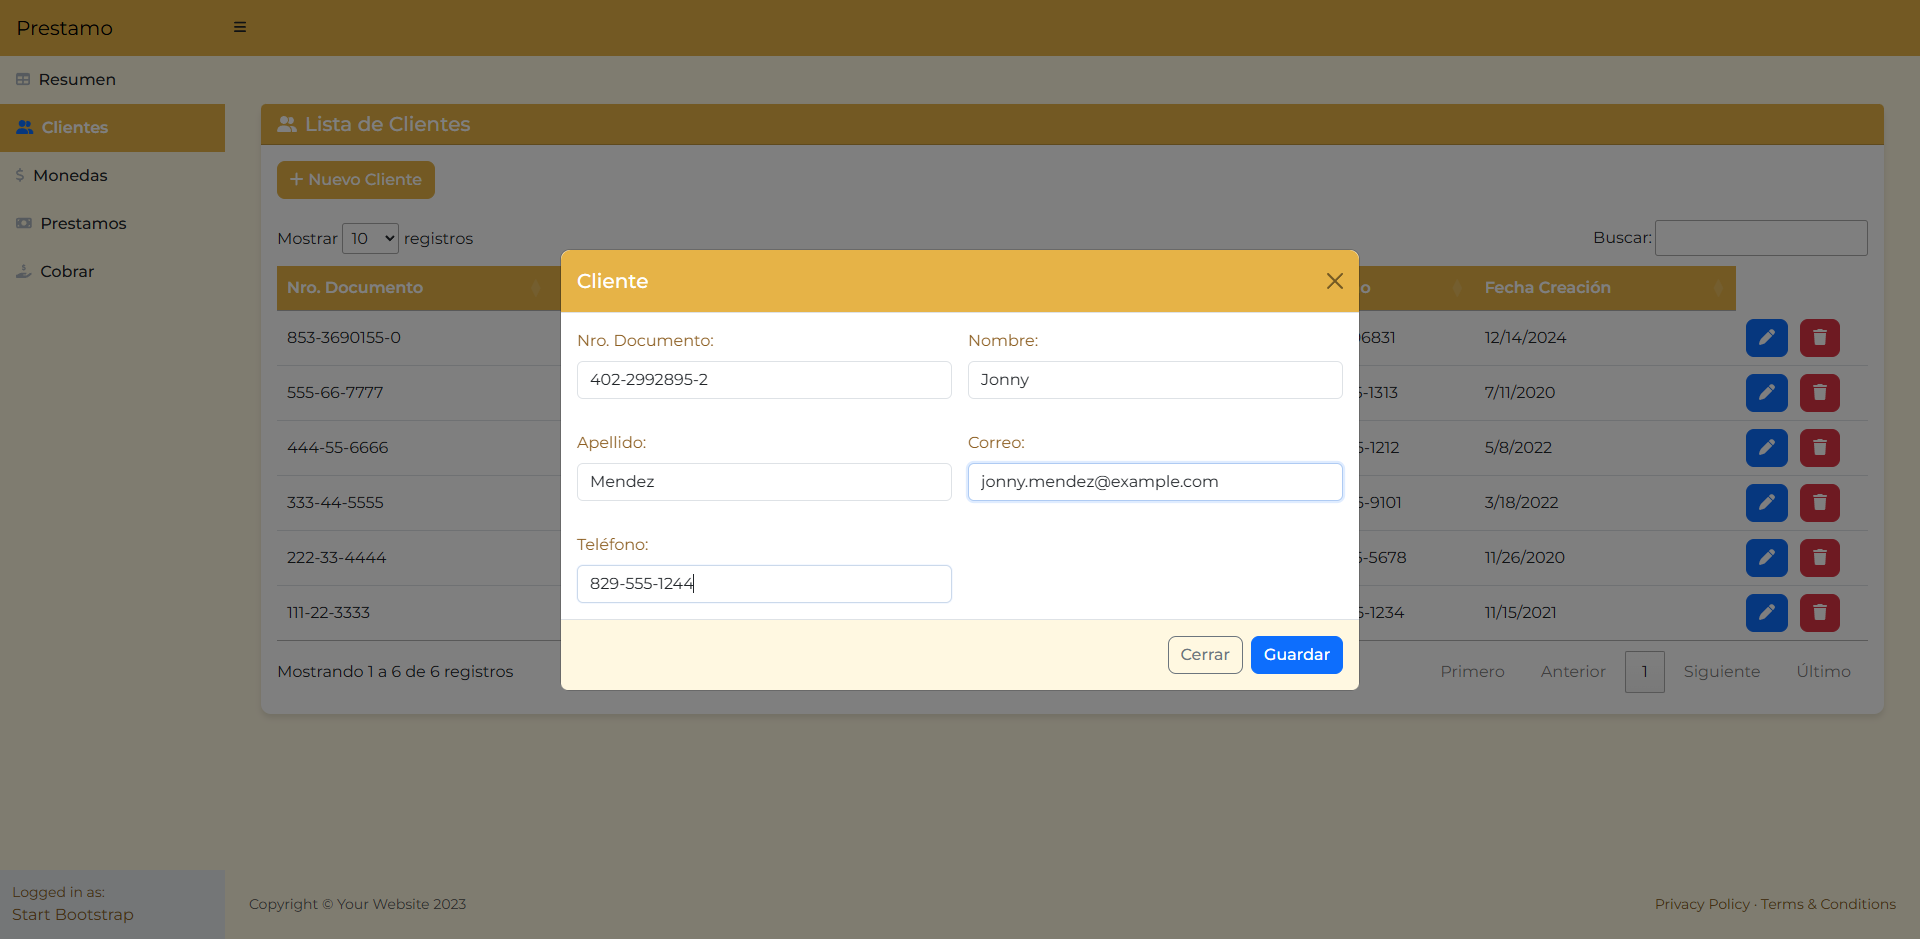 Prestamo
Resumen
Clientes
Monedas
Prestamos
Cobrar
Lista de Clientes
+ Nuevo Cliente
Mostrar 10 registros
Buscar:
Nro. Documento
o
Fecha Creación
853-3690155-0
6831
12/14/2024
555-66-7777
-1313
7/11/2020
444-55-6666
-1212
5/8/2022
333-44-5555
-9101
3/18/2022
222-33-4444
-5678
11/26/2020
111-22-3333
-1234
11/15/2021
Mostrando 1 a 6 de 6 registros
Primero Anterior 1 Siguiente Último
Cliente
Nro. Documento:
402-2992895-2
Nombre:
Jonny
Apellido:
Mendez
Correo:
jonny.mendez@example.com
Teléfono:
829-555-1244
Cerrar
Guardar
Logged in as:
Start Bootstrap
Copyright © Your Website 2023
Privacy Policy · Terms & Conditions